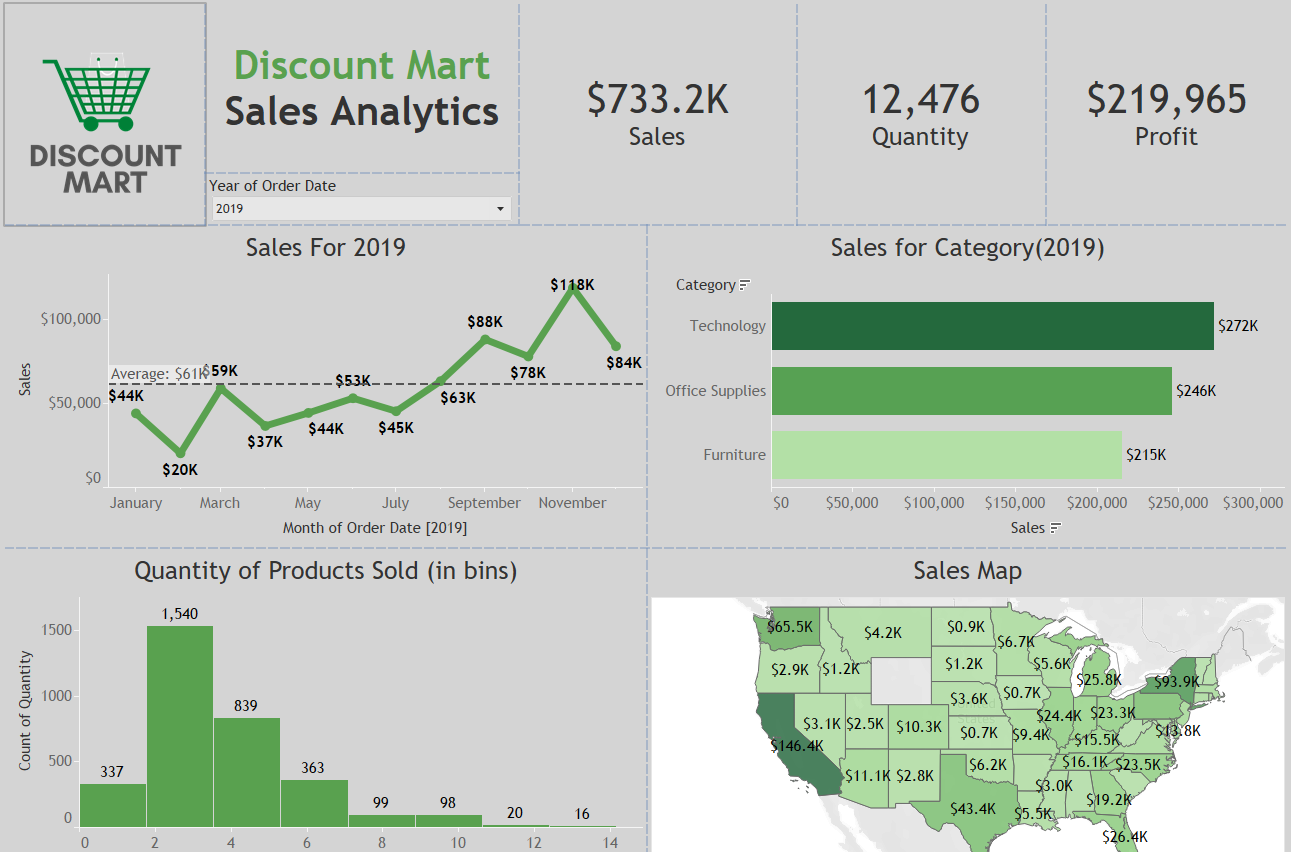 DISCOUNT
MART
Discount Mart
Sales Analytics
Year of Order Date
2019
$733.2K
Sales
12,476
Quantity
$219,965
Profit
Sales For 2019
Sales
$100,000
$50,000
$0
Average: $61K
$44K
$20K
$59K
$37K
$44K
$53K
$45K
$63K
$88K
$78K
$118K
$84K
January
March
May
July
September
November
Month of Order Date [2019]
Sales for Category(2019)
Category
Technology
$272K
Office Supplies
$246K
Furniture
$215K
$0
$50,000
$100,000
$150,000
$200,000
$250,000
$300,000
Sales
Quantity of Products Sold (in bins)
Count of Quantity
1500
1000
500
0
337
1,540
839
363
99
98
20
16
0
2
4
6
8
10
12
14
Sales Map
$65.5K
$4.2K
$0.9K
$6.7K
$2.9K
$1.2K
$1.2K
$5.6K
$25.8K
$93.9K
$3.6K
$0.7K
$3.1K
$2.5K
$10.3K
$0.7K
$24.4K
$23.3K
$13.8K
$146.4K
$9.4K
$15.5K
$11.1K
$2.8K
$6.2K
$16.1K
$23.5K
$43.4K
$3.0K
$19.2K
$5.5K
$26.4K